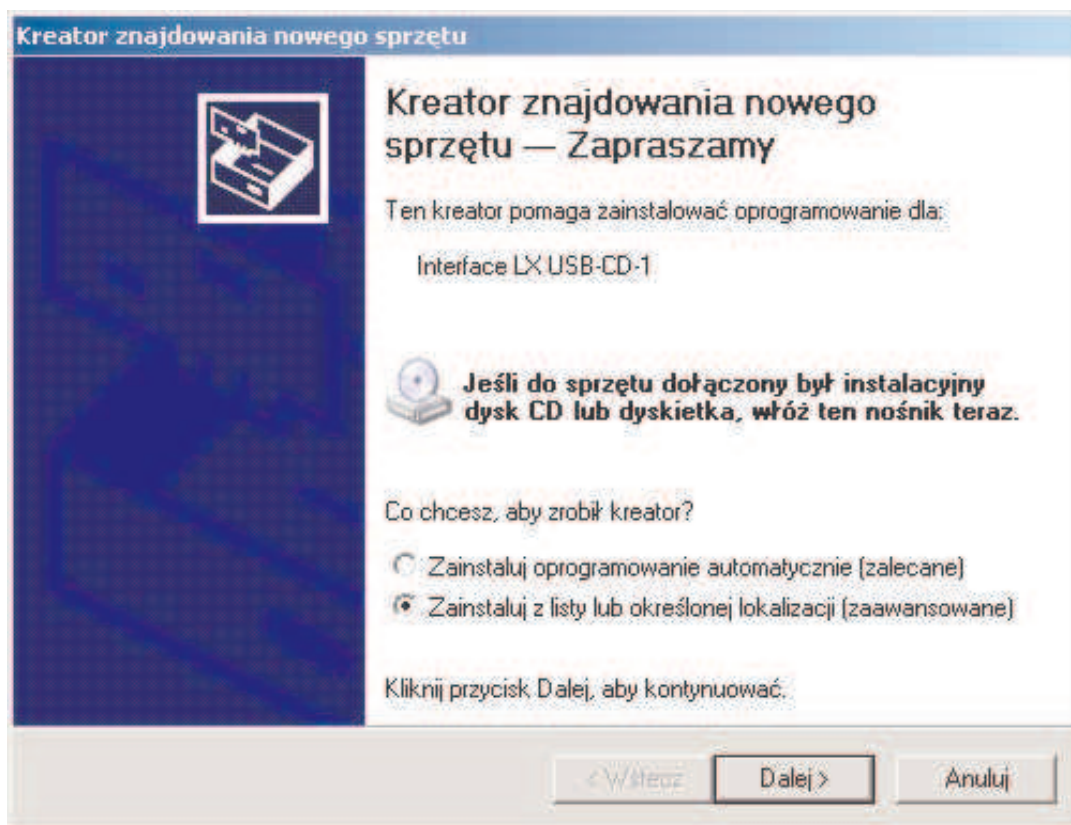 Kreator znajdowania nowego sprzętu
Kreator znajdowania nowego
sprzętu — Zapraszamy
Ten kreator pomaga zainstalować oprogramowanie dla:
Interface LX USB-CD-1
Jeśli do sprzętu dołączony był instalacyjny
dysk CD lub dyskietka, włóż ten nośnik teraz.
Co chcesz, aby zrobił kreator?
Zainstaluj oprogramowanie automatycznie (zalecane)
Zainstaluj z listy lub określonej lokalizacji (zaawansowane)
Kliknij przycisk Dalej, aby kontynuować.
< Wstecz
Dalej >
Anuluj